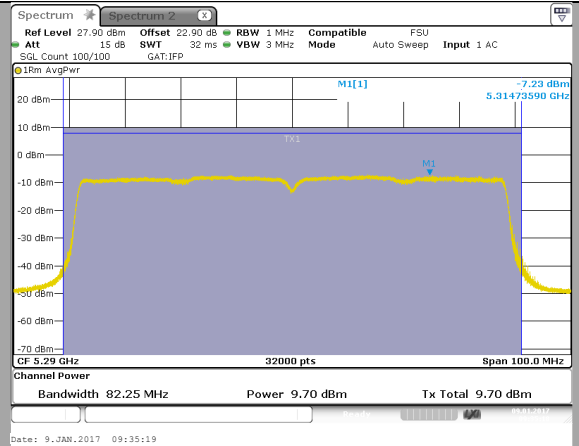 Spectrum Spectrum 2 X
Ref Level 27.90 dBm Offset 22.90 dB RBW 1 MHz Compatible FSU
Att 15 dB SWT 32 ms VBW 3 MHz Mode Auto Sweep Input 1 AC
SGL Count 100/100 GAT:IFP
1Rm AvgPwr
M1[1] -7.23 dBm
5.31473590 GHz
20 dBm
10 dBm
TX1
0 dBm
M1
-10 dBm
-20 dBm
-30 dBm
-40 dBm
-50 dBm
-60 dBm
-70 dBm
CF 5.29 GHz 32000 pts Span 100.0 MHz
Channel Power
Bandwidth 82.25 MHz Power 9.70 dBm Tx Total 9.70 dBm
Ready 09.01.2017
Date: 9.JAN.2017 09:35:19